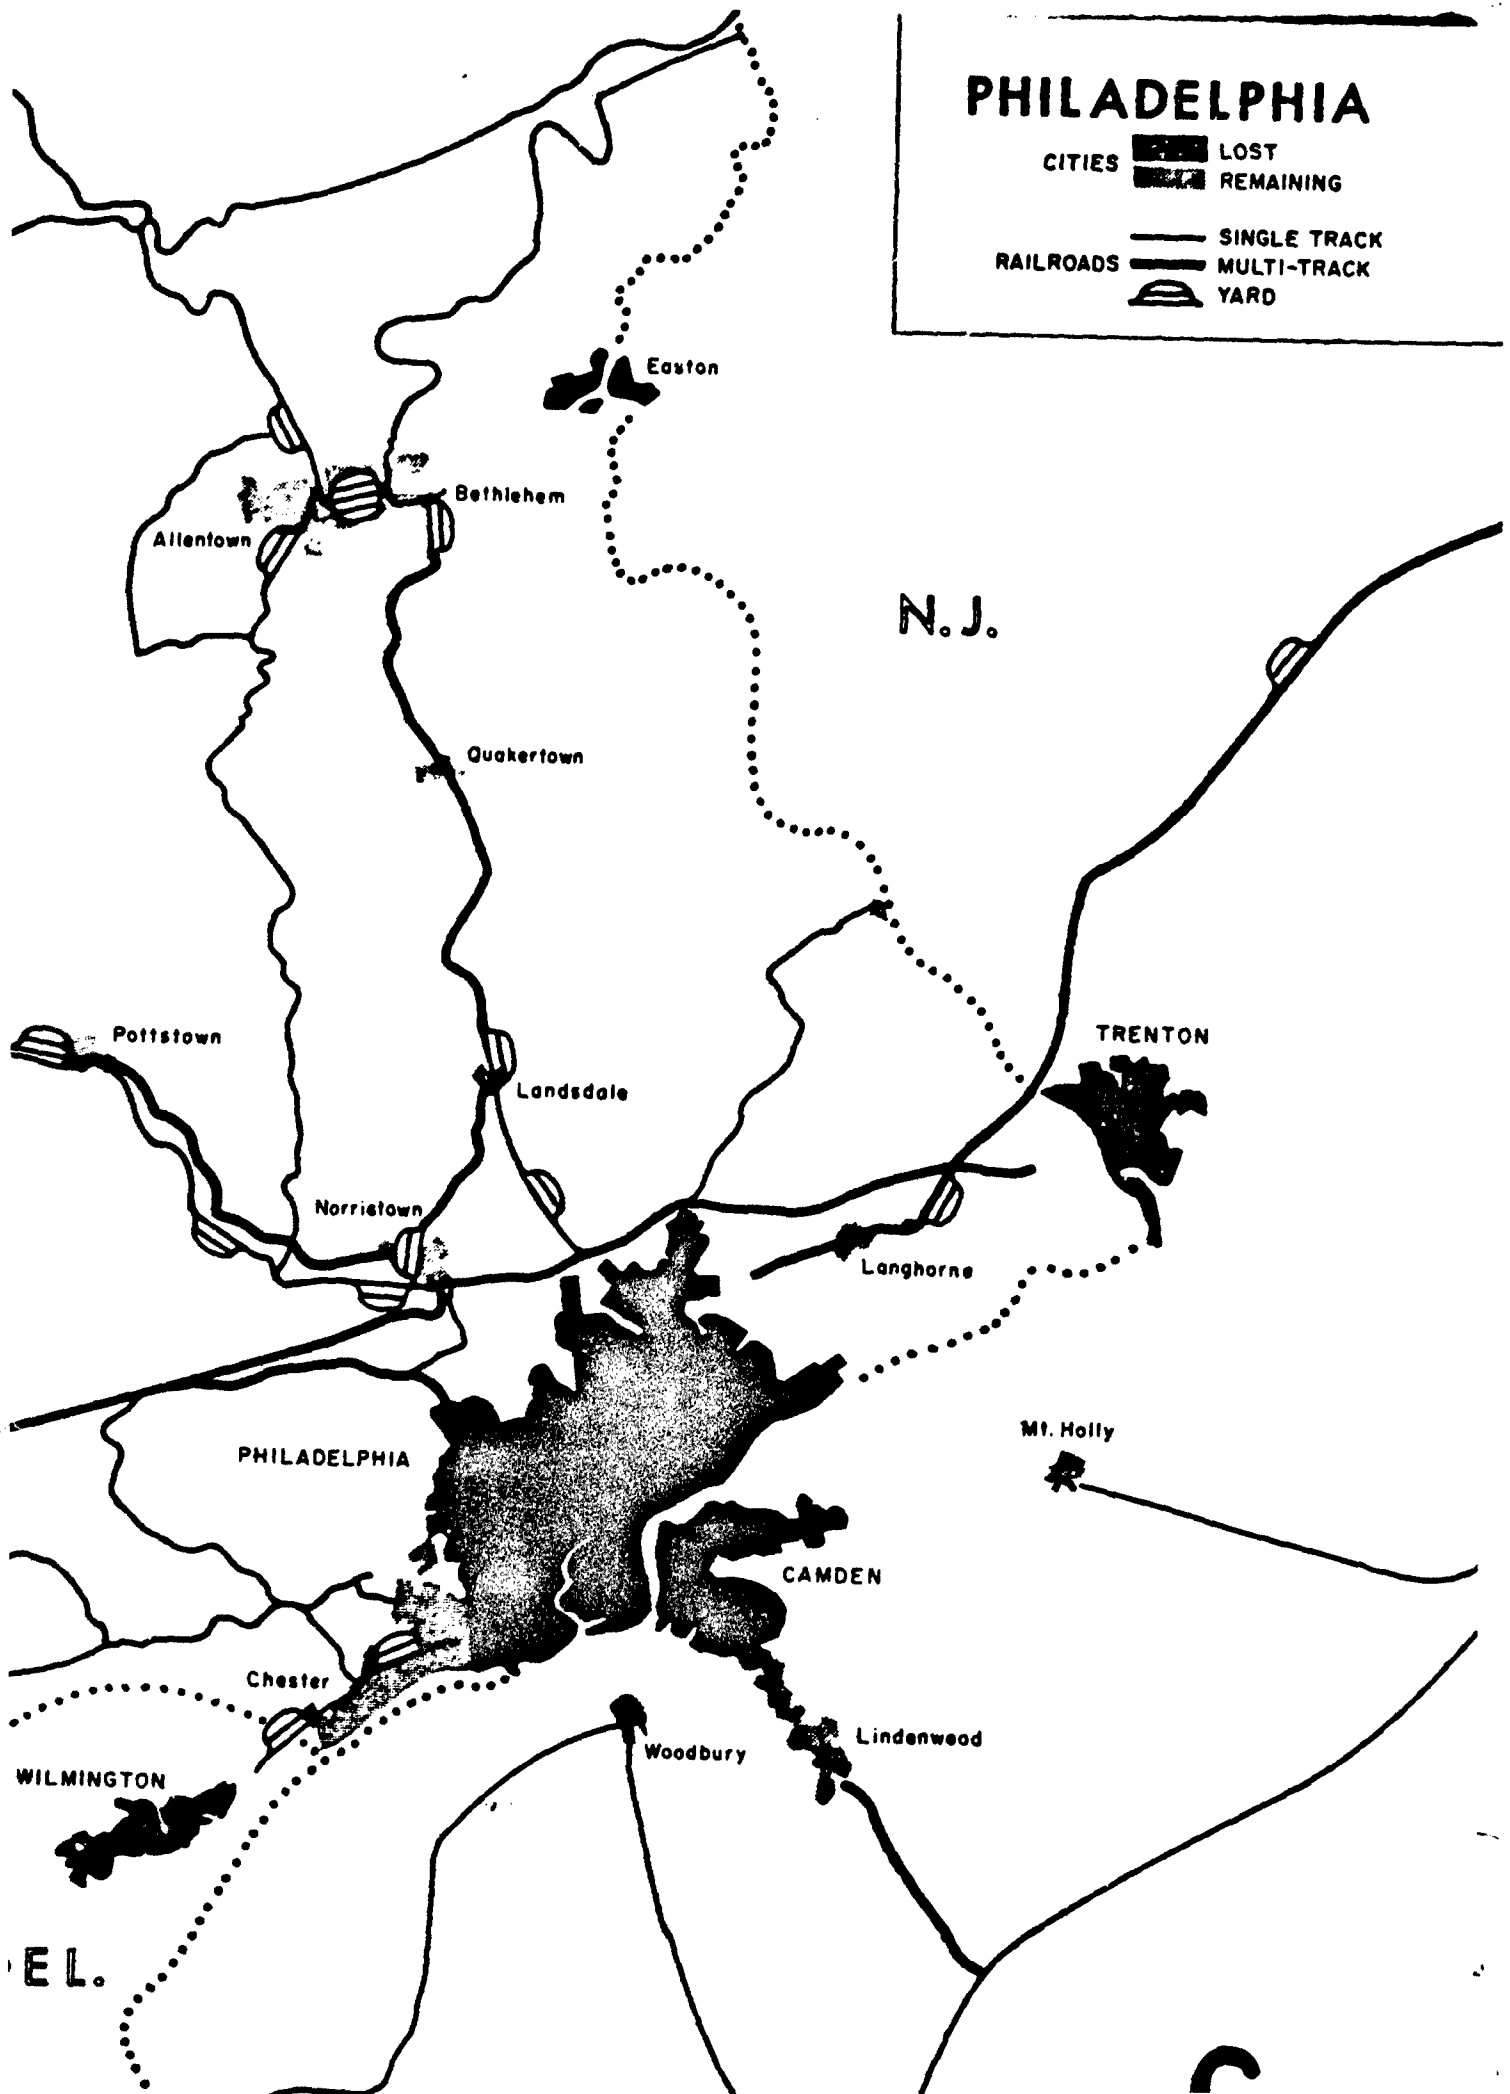 PHILADELPHIA
CITIES
LOST
REMAINING
RAILROADS
SINGLE TRACK
MULTI-TRACK
YARD
Easton
Bethlehem
Allentown
N.J.
Quakertown
Pottstown
TRENTON
Landsdale
Norristown
Langhorne
Mt. Holly
PHILADELPHIA
CAMDEN
Chester
Lindenwood
Woodbury
WILMINGTON
EL.
C